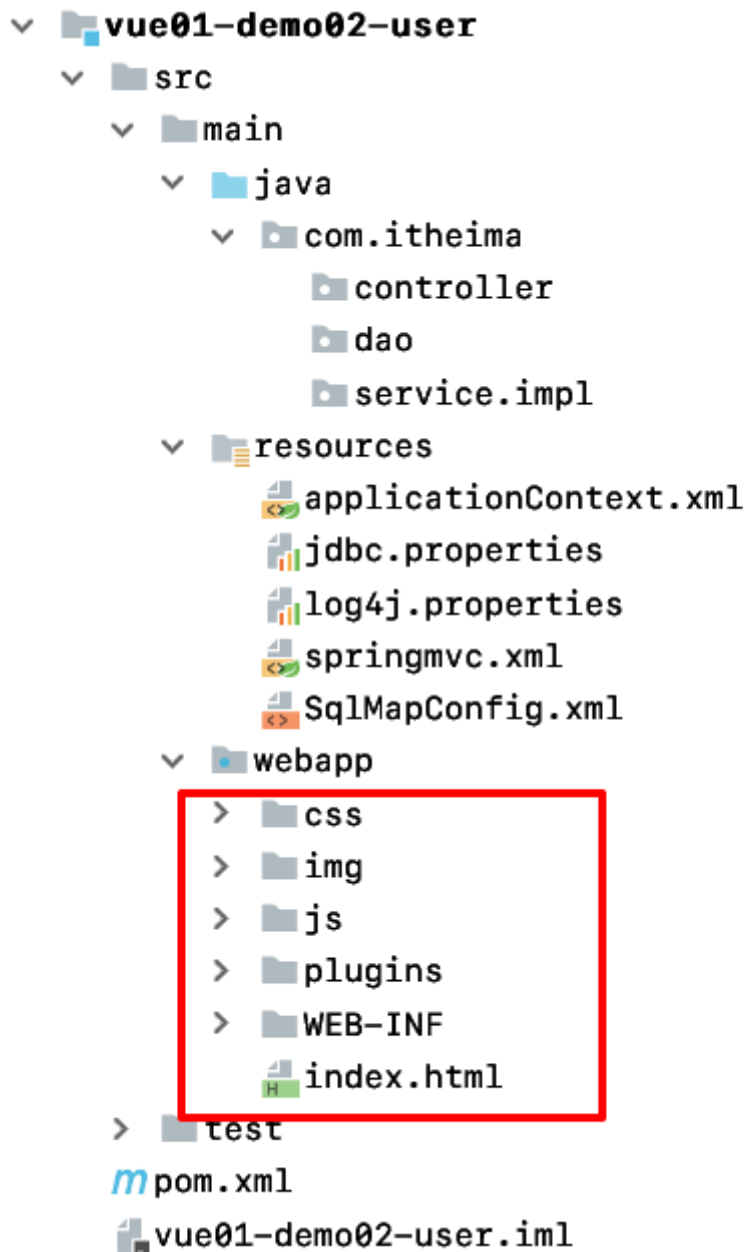 vue01-demo02-user
src
main
java
com.itheima
controller
dao
service.impl
resources
applicationContext.xml
jdbc.properties
log4j.properties
springmvc.xml
SqlMapConfig.xml
webapp
css
img
js
plugins
WEB-INF
index.html
test
pom.xml
vue01-demo02-user.iml